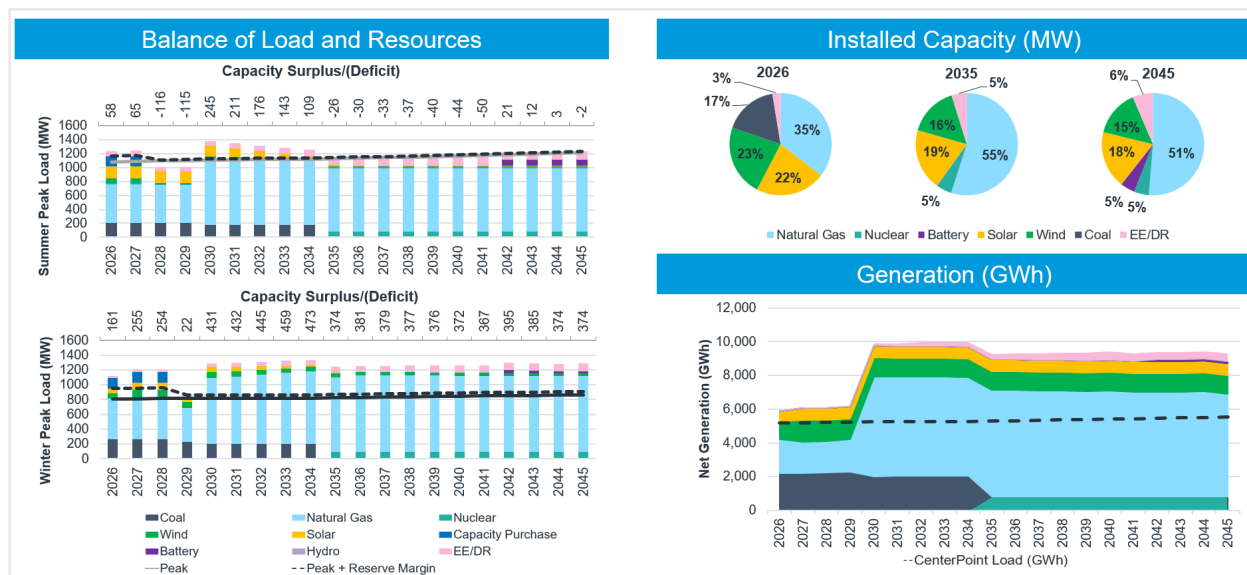 Balance of Load and Resources
Capacity Surplus/(Deficit)
58 65 -116 -115 245 211 176 143 109 -26 -30 -33 -37 -40 -44 -50 21 12 3 -2
Summer Peak Load (MW)
1600
1400
1200
1000
800
600
400
200
0
2026 2027 2028 2029 2030 2031 2032 2033 2034 2035 2036 2037 2038 2039 2040 2041 2042 2043 2044 2045
Capacity Surplus/(Deficit)
161 255 254 22 431 432 445 459 473 374 381 379 377 376 372 367 395 385 374 374
Winter Peak Load (MW)
1600
1400
1200
1000
800
600
400
200
0
2026 2027 2028 2029 2030 2031 2032 2033 2034 2035 2036 2037 2038 2039 2040 2041 2042 2043 2044 2045
Coal Natural Gas Nuclear
Wind Solar Capacity Purchase
Battery Hydro EE/DR
Peak Peak + Reserve Margin
Installed Capacity (MW)
2026 2035 2045
3%
17%
35%
23%
22%
5%
16%
55%
19%
5%
6%
15%
51%
18%
5%
5%
Natural Gas Nuclear Battery Solar Wind Coal EE/DR
Generation (GWh)
Net Generation (GWh)
12,000
10,000
8,000
6,000
4,000
2,000
0
2026 2027 2028 2029 2030 2031 2032 2033 2034 2035 2036 2037 2038 2039 2040 2041 2042 2043 2044 2045
--CenterPoint Load (GWh)